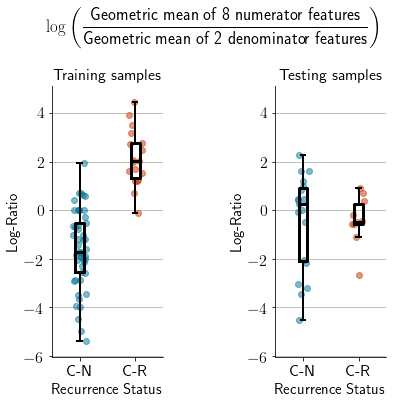 log ( Geometric mean of 8 numerator features
Geometric mean of 2 denominator features )
Training samples
Testing samples
Log-Ratio
4
2
0
−2
−4
−6
C-N C-R
Recurrence Status
Log-Ratio
4
2
0
−2
−4
−6
C-N C-R
Recurrence Status